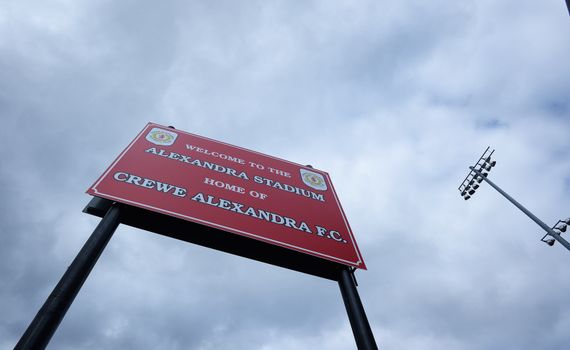 WELCOME TO THE
ALEXANDRA STADIUM
HOME OF
CREWE ALEXANDRA F.C.